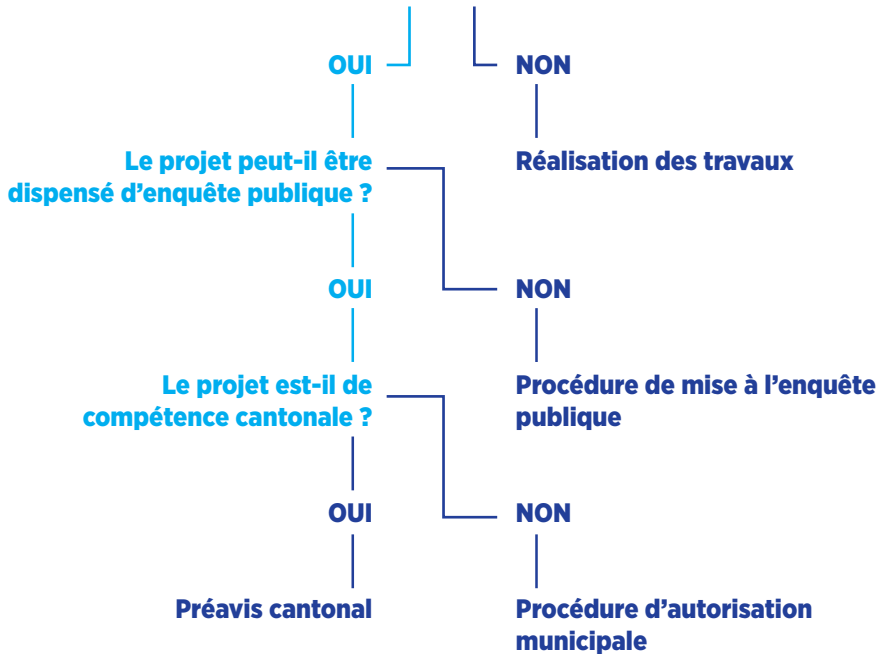 OUI
NON
Le projet peut-il être
dispensé d’enquête publique ?
Réalisation des travaux
OUI
NON
Le projet est-il de
compétence cantonale ?
Procédure de mise à l’enquête
publique
OUI
NON
Préavis cantonal
Procédure d’autorisation
municipale